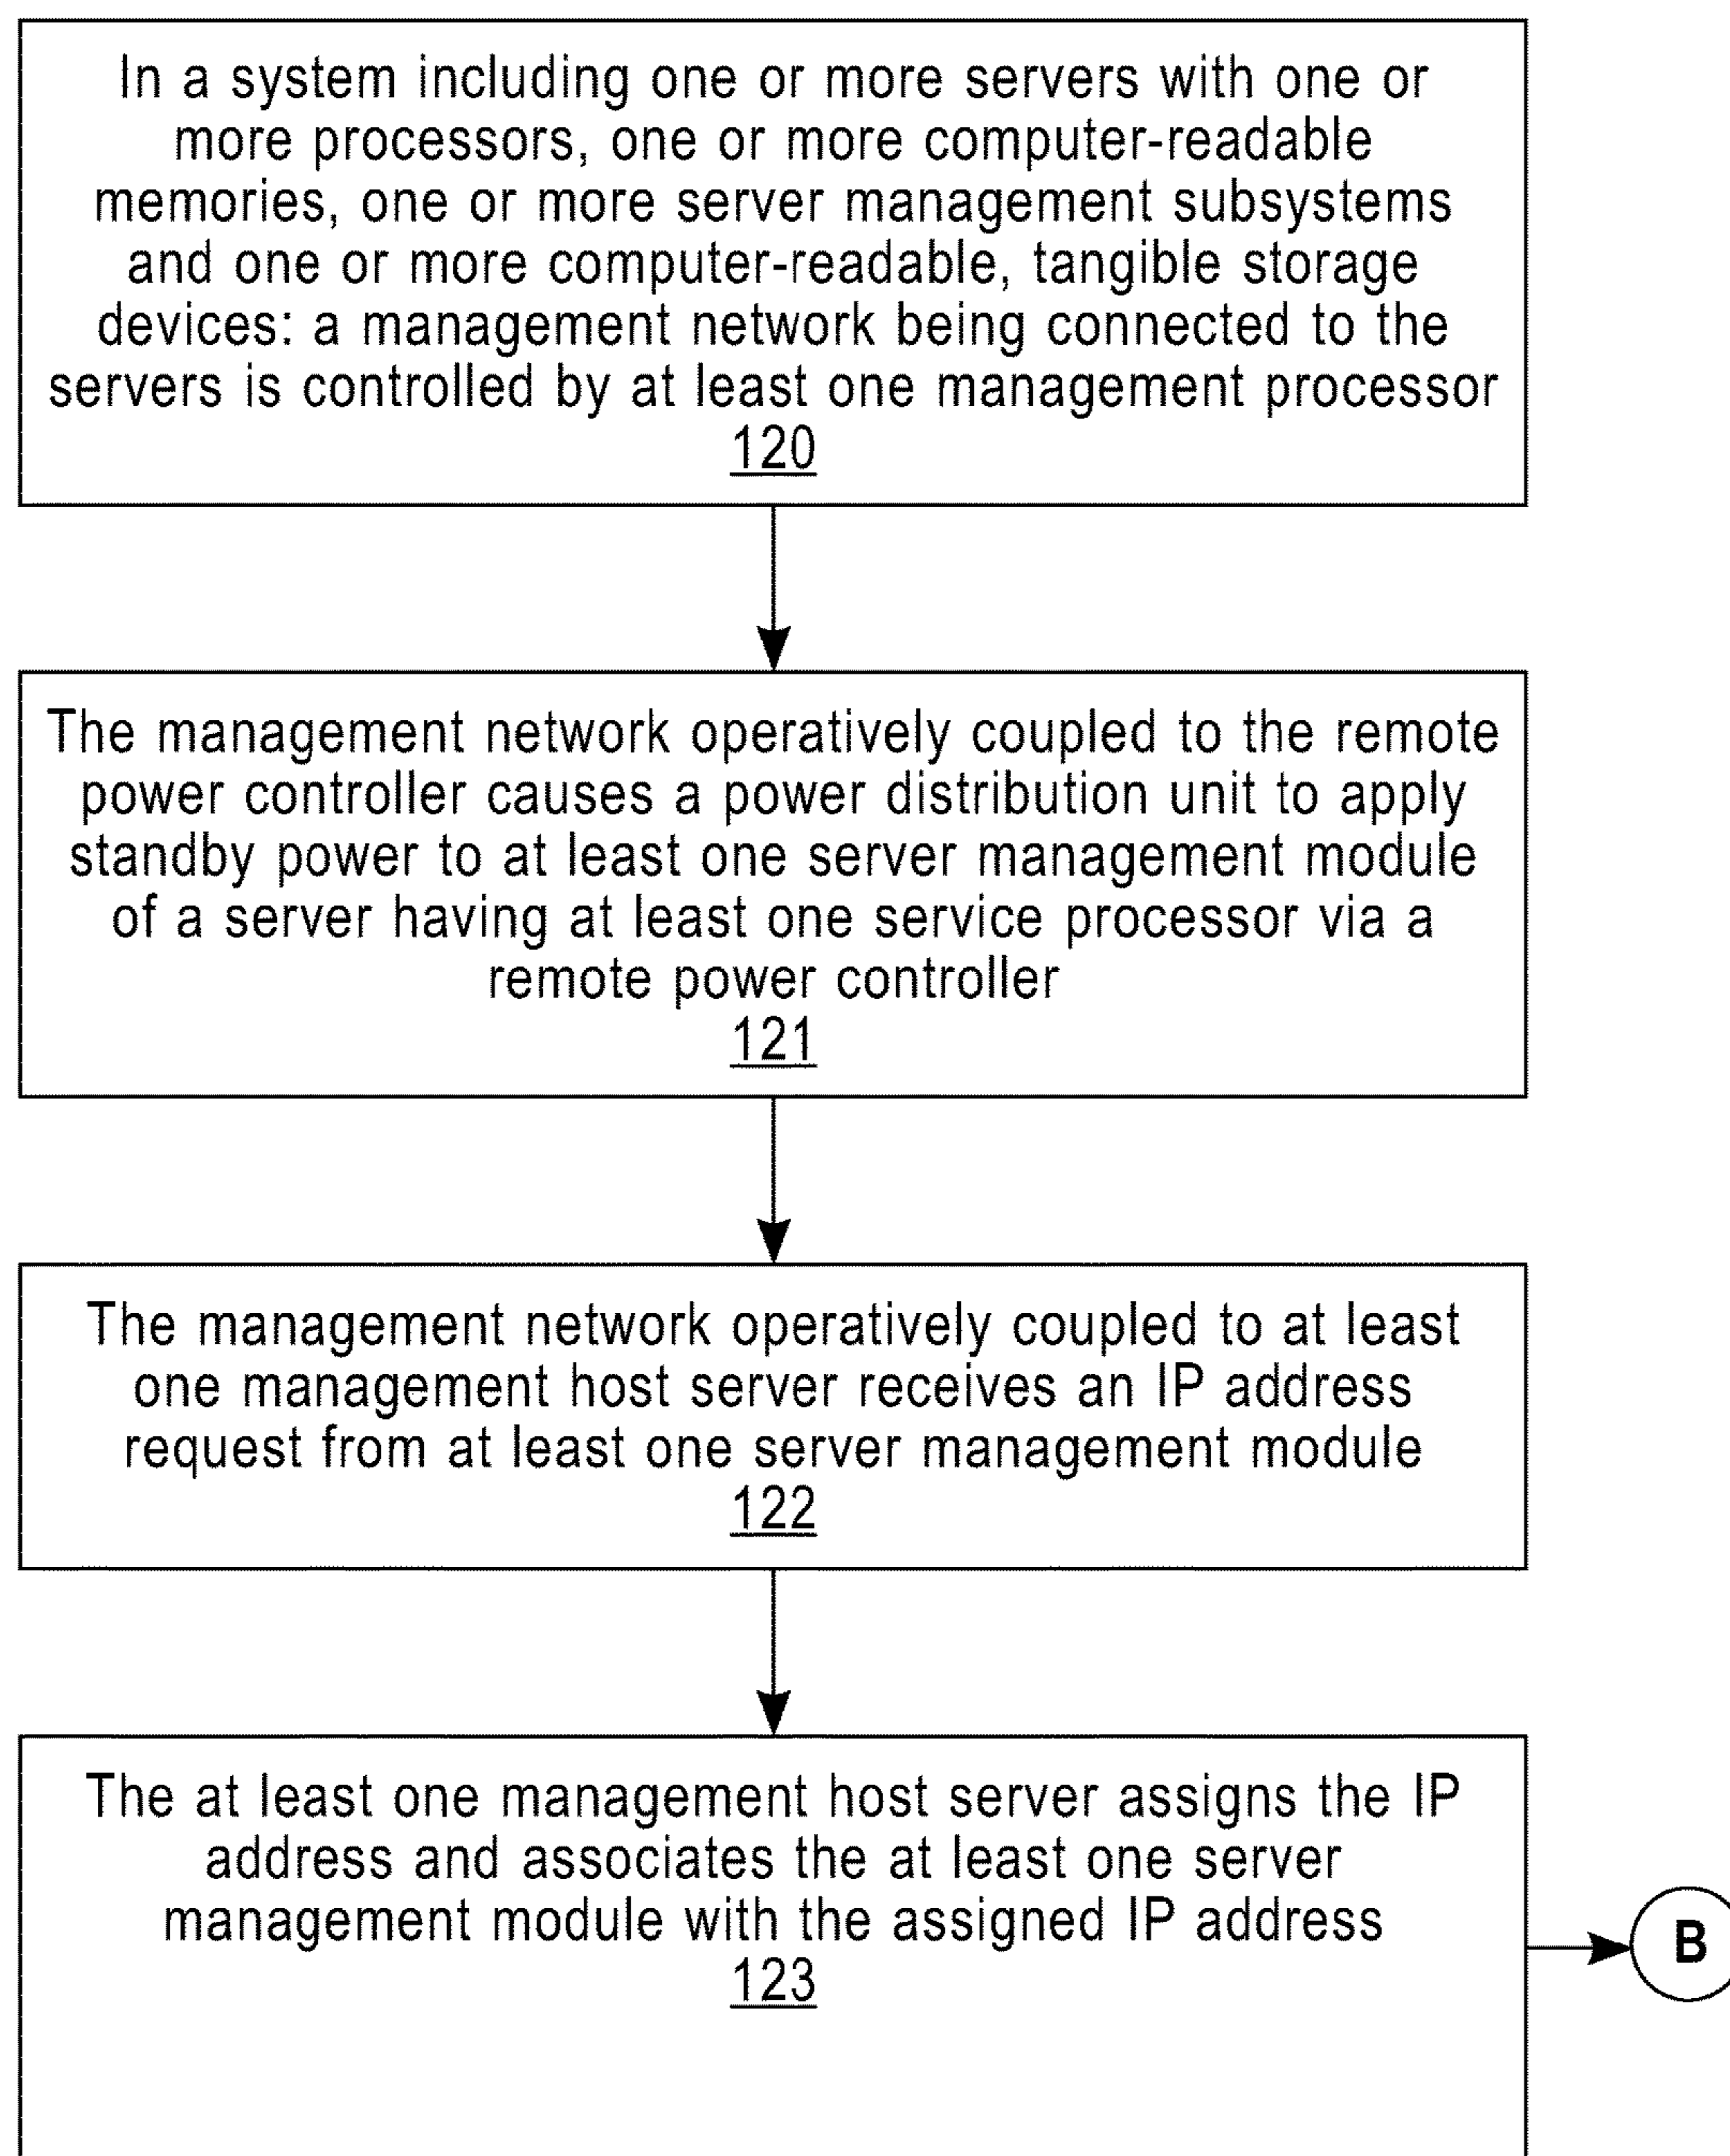 In a system including one or more servers with one or
more processors, one or more computer-readable
memories, one or more server management subsystems
and one or more computer-readable, tangible storage
devices: a management network being connected to the
servers is controlled by at least one management processor
120
The management network operatively coupled to the remote
power controller causes a power distribution unit to apply
standby power to at least one server management module
of a server having at least one service processor via a
remote power controller
121
The management network operatively coupled to at least
one management host server receives an IP address
request from at least one server management module
122
The at least one management host server assigns the IP
address and associates the at least one server
management module with the assigned IP address
123
B